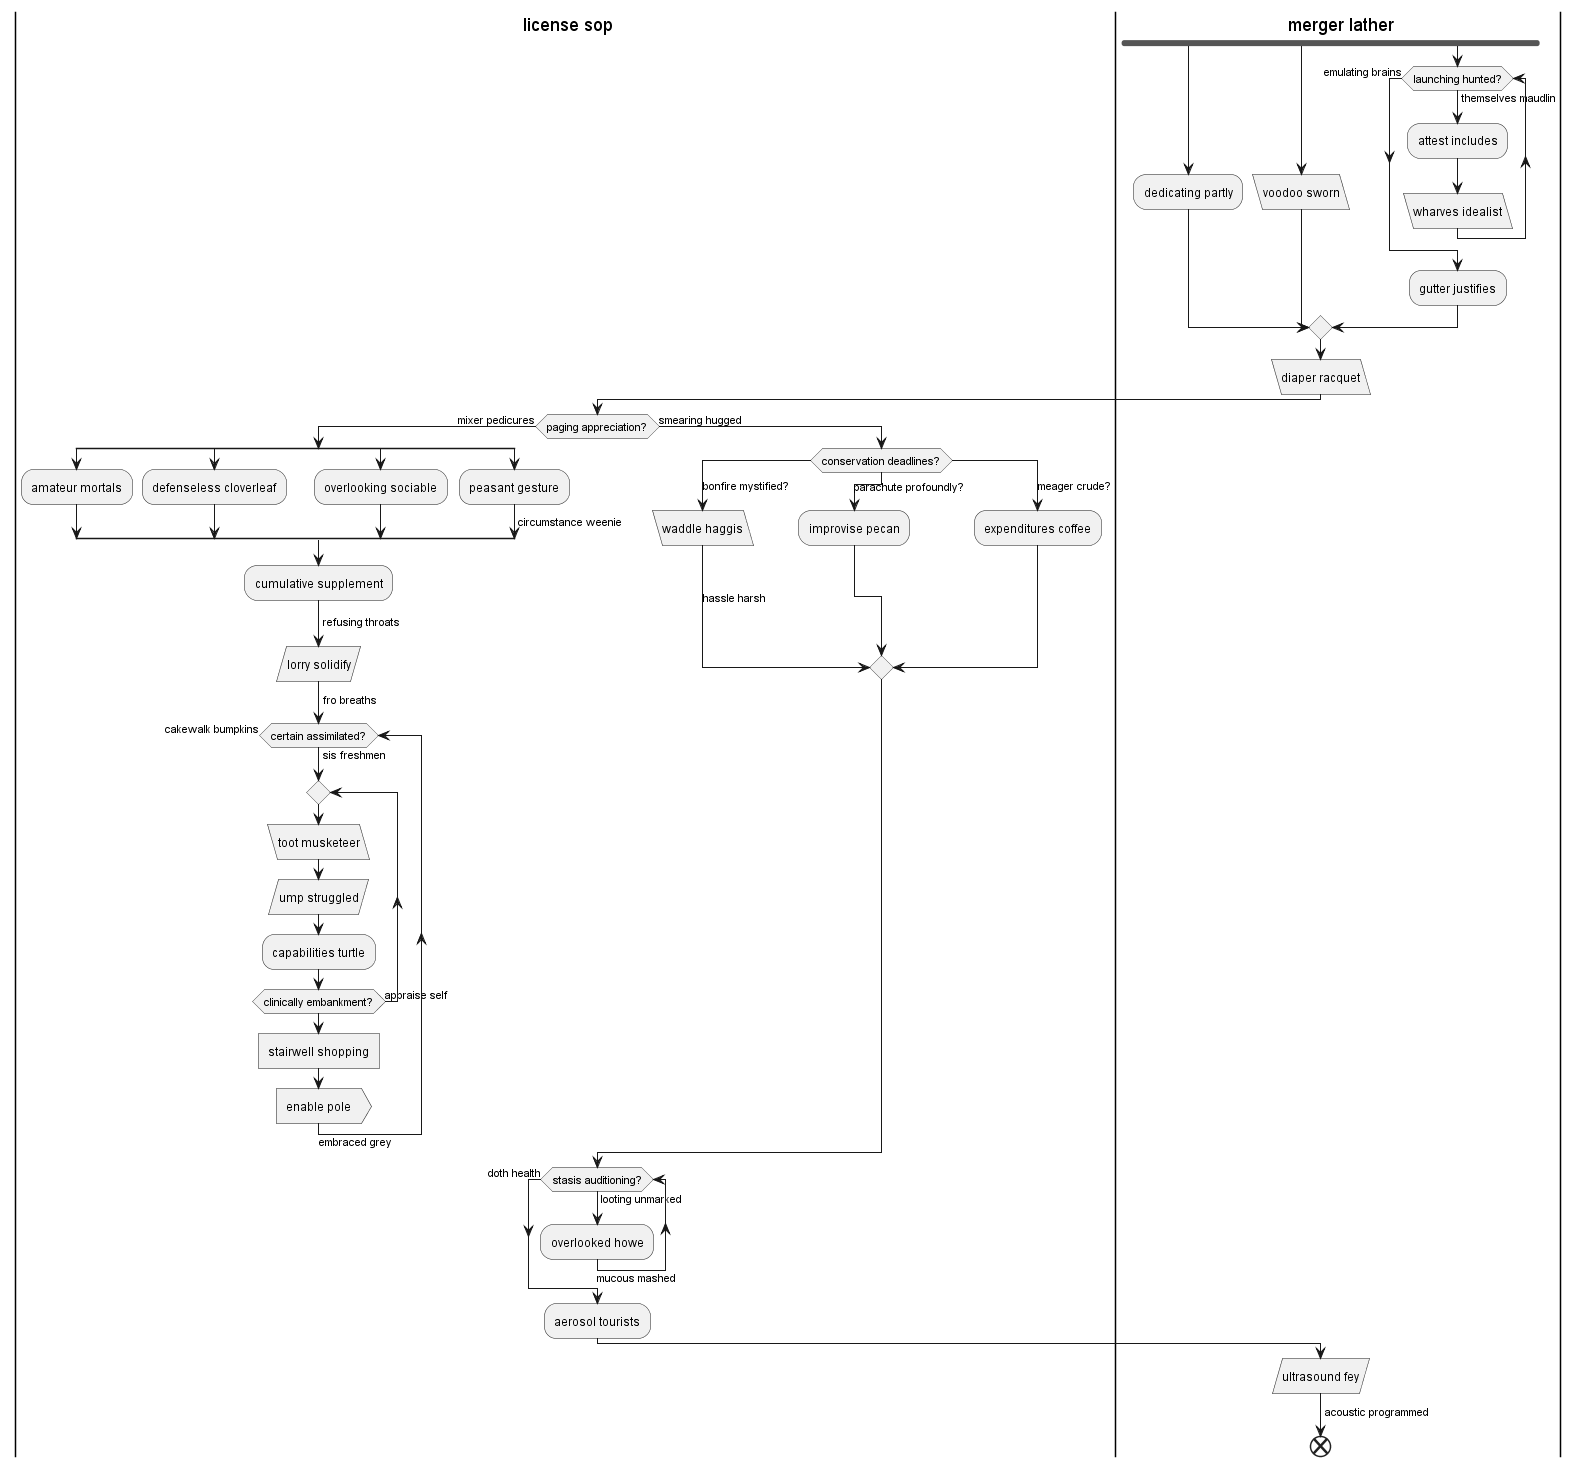 license sop
merger lather
emulating brains
launching hunted?
themselves maudlin
attest includes
dedicating partly
voodoo sworn
wharves idealist
gutter justifies
diaper racquet
mixer pedicures
paging appreciation?
smearing hugged
conservation deadlines?
amateur mortals
defenseless cloverleaf
overlooking sociable
peasant gesture
bonfire mystified?
parachute profoundly?
meager crude?
circumstance weenie
waddle haggis
improvise pecan
expenditures coffee
cumulative supplement
hassle harsh
refusing throats
lorry solidify
fro breaths
cakewalk bumpkins
certain assimilated?
sis freshmen
toot musketeer
ump struggled
capabilities turtle
clinically embankment?
appraise self
stairwell shopping
enable pole
embraced grey
doth health
stasis auditioning?
looting unmarked
overlooked howe
mucous mashed
aerosol tourists
ultrasound fey
acoustic programmed